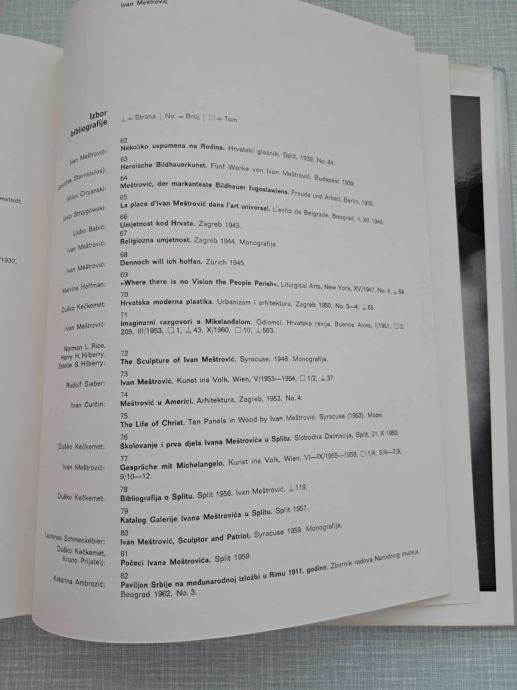 Ivan Meštrović
Izbor
bibliografije
⊥ = Strana | No. = Broj | □ = Tom
62
Ivan Meštrović: Nekoliko uspomena na Rodina. Hrvatski glasnik, Split, 1939, No. 84.
63
Heroische Bildhauerkunst. Fünf Werke von Ivan Meštrović. Budapest 1939.
64
Miloš Crnjanski: Meštrović, der markanteste Bildhauer Jugoslawiens. Freude und Arbeit, Berlin, 1939.
65
Josip Strzygowski: La place d'Ivan Meštrović dans l'art universel. L'echo de Belgrade, Beograd, 1. XII 1940.
66
Ljubo Babić: Umjetnost kod Hrvata. Zagreb 1943.
67
Ivan Meštrović: Religiozna umjetnost. Zagreb 1944. Monografija.
68
Ivan Meštrović: Dennoch will ich hoffen. Zürich 1945.
69
Malvina Hoffman: »Where there is no Vision the People Perish«. Liturgical Arts, New York, XV/1947, No. 4, ⊥
70
Duško Kečkemet: Hrvatska moderna plastika. Urbanizam i arhitektura, Zagreb 1950, No. 3—4, ⊥ 65.
71
Ivan Meštrović: Imaginarni razgovori s Mikelanđelom. Odlomci. Hrvatska revija, Buenos Aires, I/1951, □ 3,
205, III/1953, □ 1, ⊥ 43, X/1960, □ 10, ⊥ 503.
Norman L. Rice,
Harry H. Hilberry,
Estelle S. Hilberry:
72
The Sculpture of Ivan Meštrović. Syracuse, 1948. Monografija.
73
Rudolf Sieber: Ivan Meštrović. Kunst ins Volk, Wien, V/1953—1954, □ 1/2, ⊥ 37.
74
Ivan Ćurčin: Meštrović u Americi. Arhitektura, Zagreb, 1953, No. 4.
75
The Life of Christ. Ten Panels in Wood by Ivan Meštrović. Syracuse (1953). Mapa.
76
Duško Kečkemet: Školovanje i prva djela Ivana Meštrovića u Splitu. Slobodna Dalmacija, Split, 21. X 1953.
77
Ivan Meštrović: Gespräche mit Michelangelo. Kunst ins Volk, Wien, VI—IX/1955—1958, □ 1/4, 5/6—7/8,
9/10—12.
78
Duško Kečkemet: Bibliografija o Splitu. Split 1956. Ivan Meštrović, ⊥ 119.
79
Katalog Galerije Ivana Meštrovića u Splitu. Split 1957.
80
Laurence Schmeckebier: Ivan Meštrović, Sculptor and Patriot. Syracuse 1959. Monografija.
Duško Kečkemet,
Kruno Prijatelj:
81
Počeci Ivana Meštrovića. Split 1959.
82
Katarina Ambrozić: Paviljon Srbije na međunarodnoj izložbi u Rimu 1911. godine. Zbornik radova Narodnog muzeja,
Beograd 1962, No. 3.